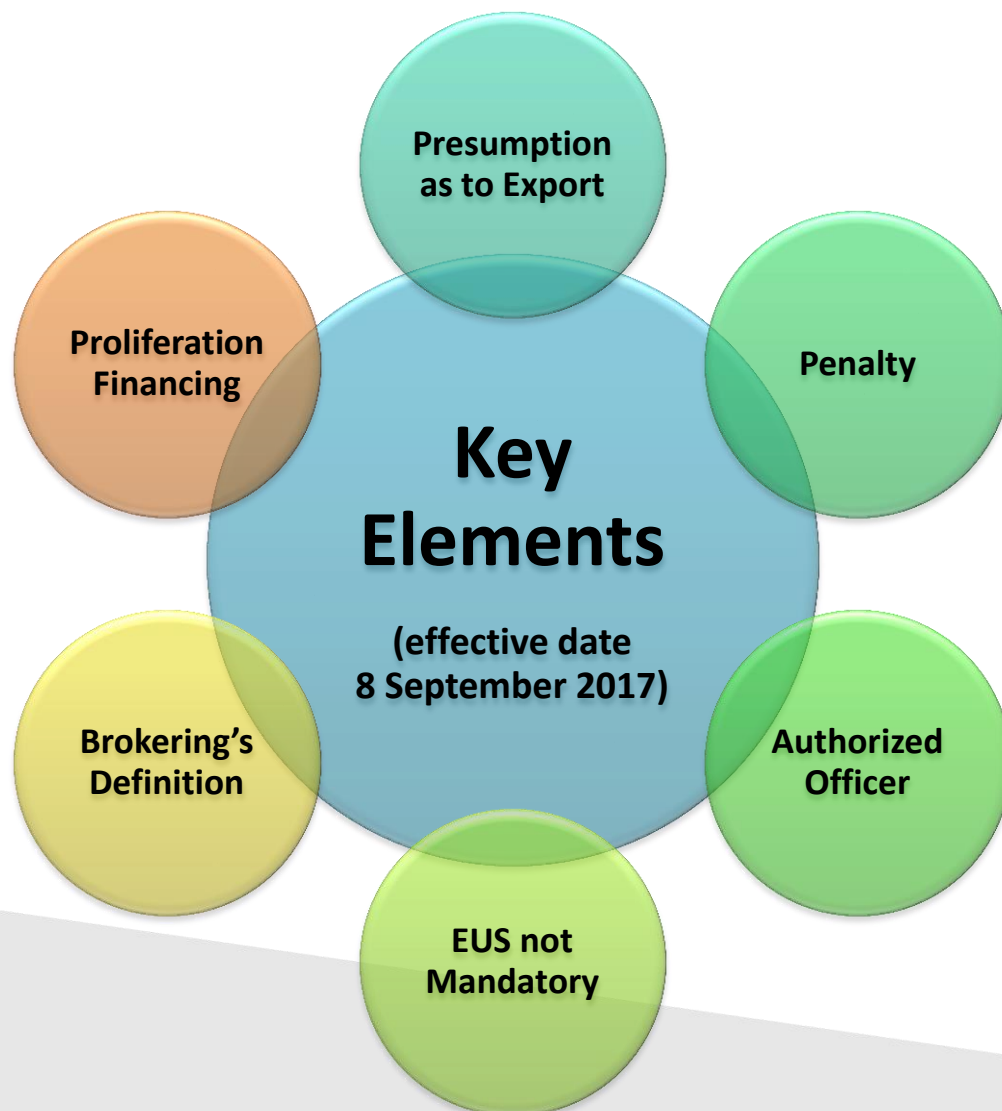 Presumption
as to Export
Proliferation
Financing
Penalty
Key
Elements
(effective date
8 September 2017)
Brokering’s
Definition
Authorized
Officer
EUS not
Mandatory